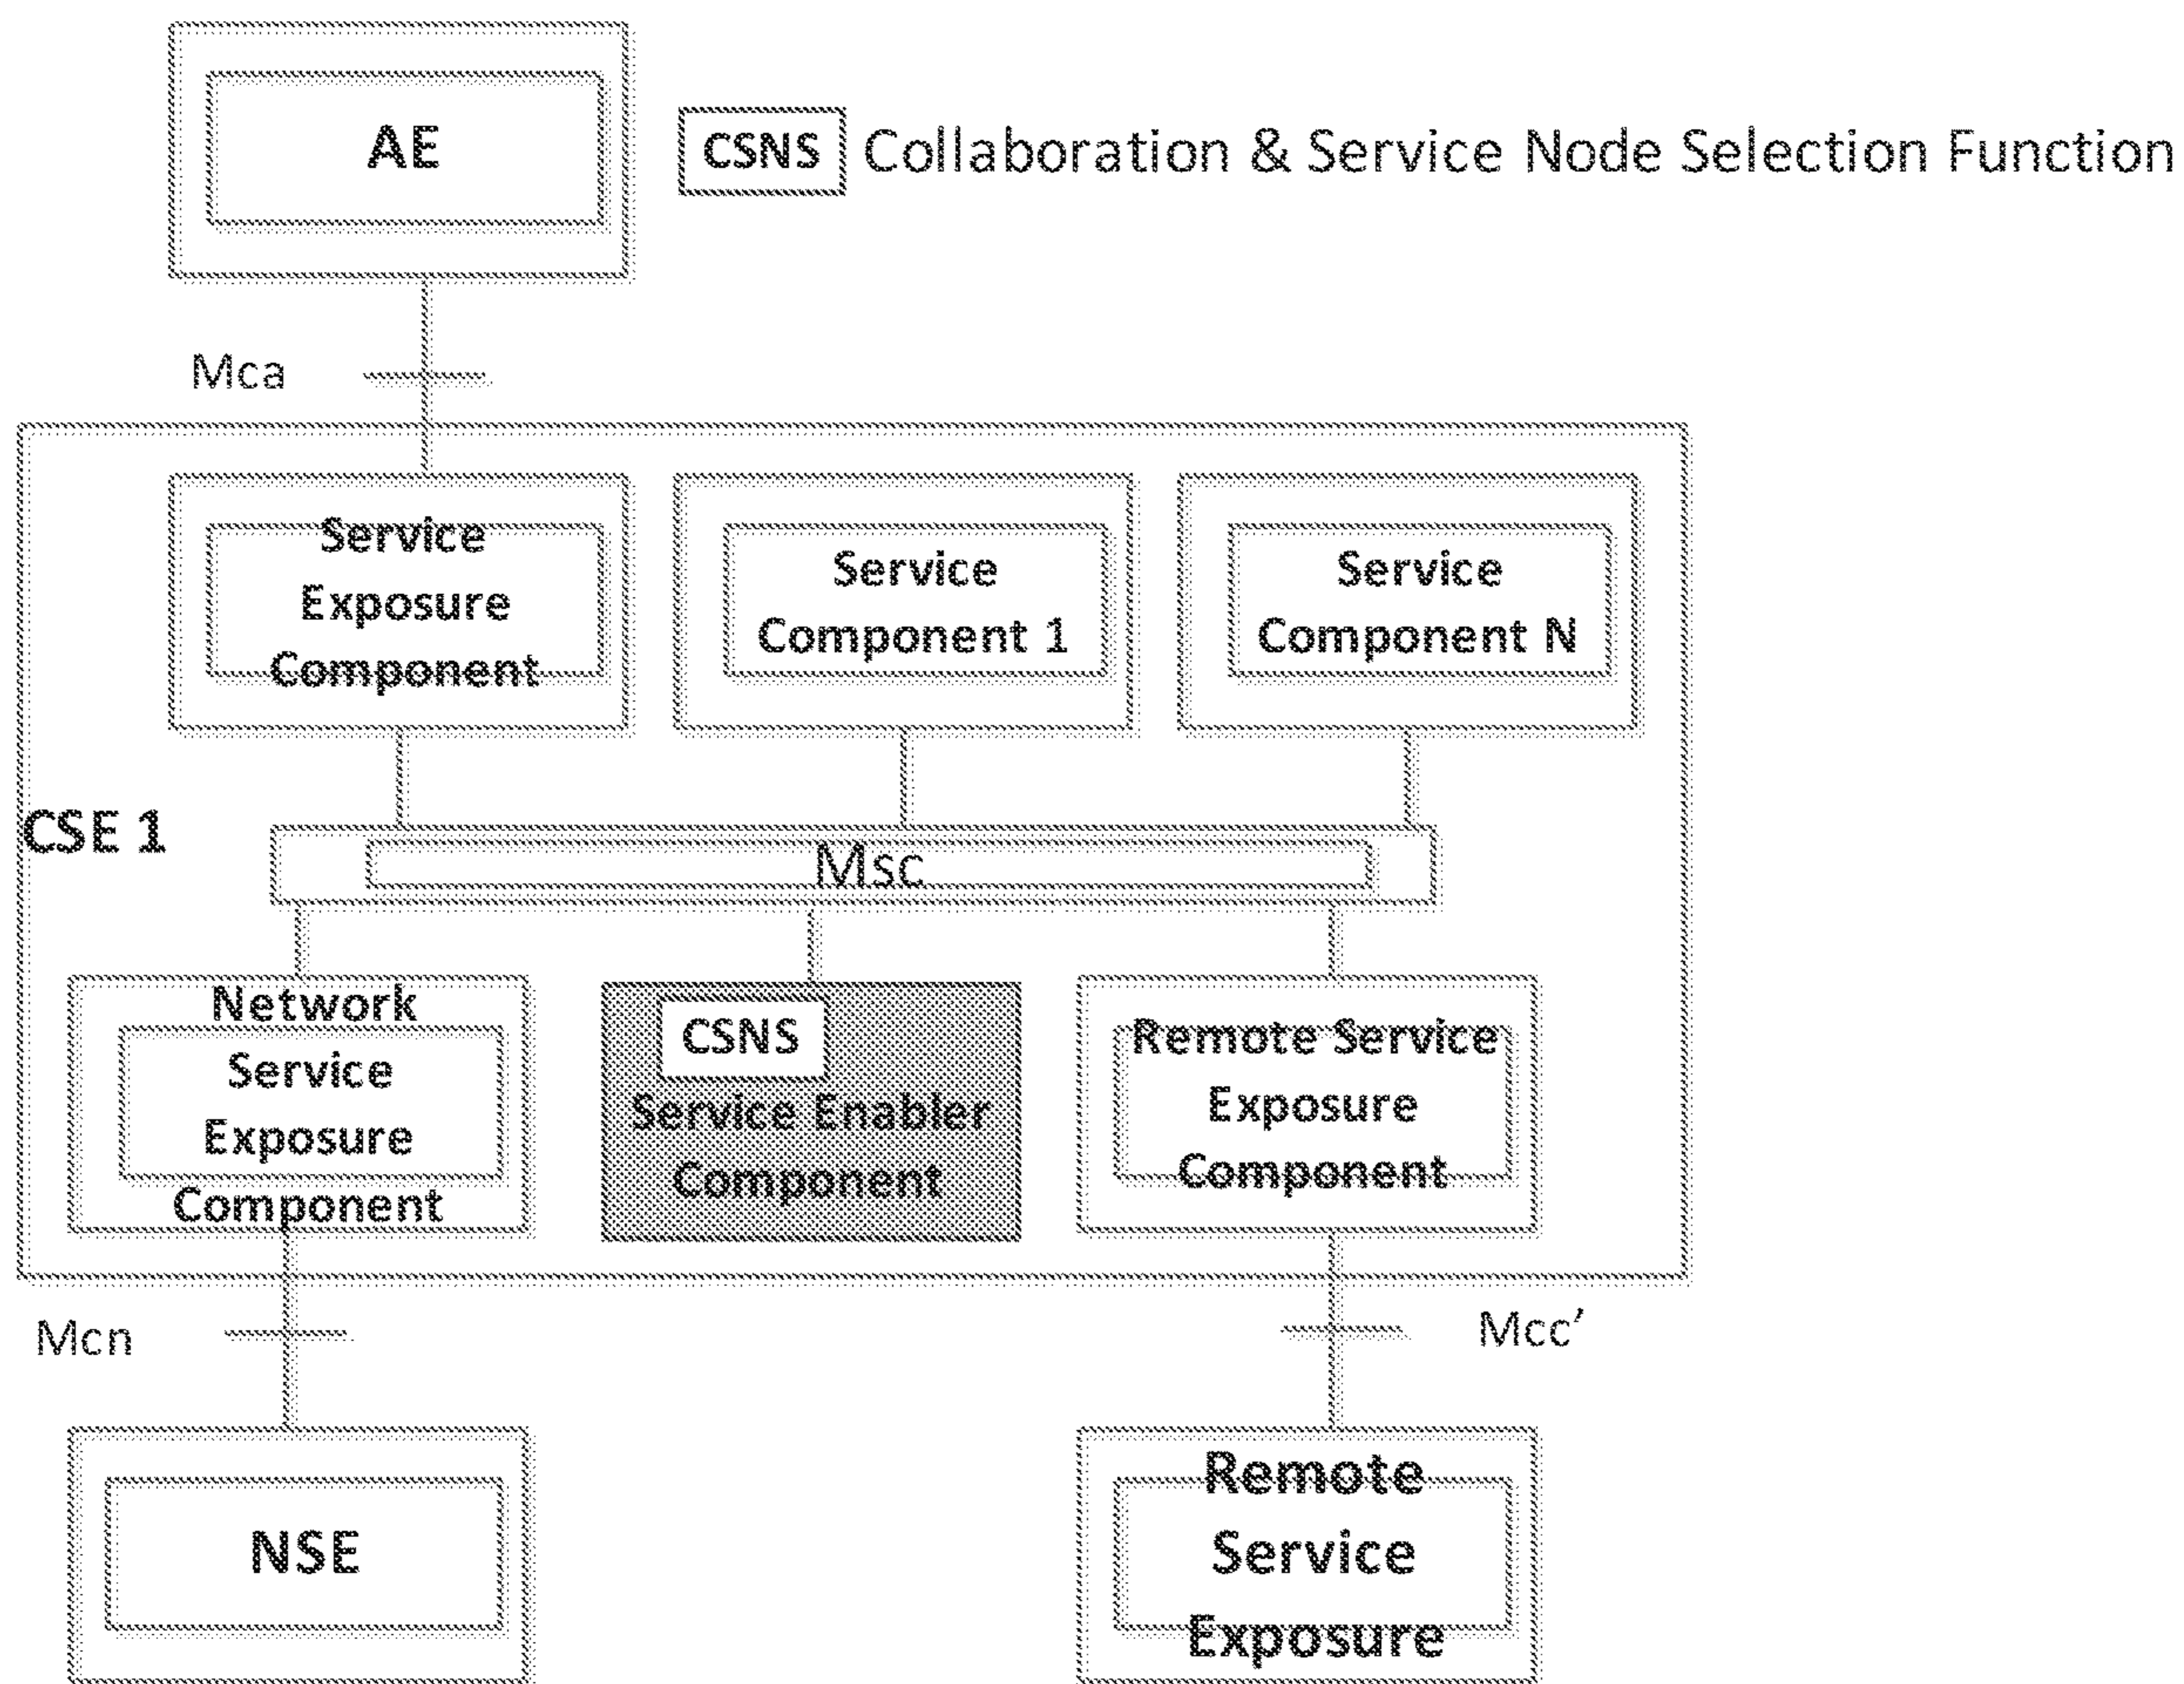 AE
CSNS Collaboration & Service Node Selection Function
Mca
Service
Exposure
Component
Service
Component 1
Service
Component N
CSE 1
Msc
Network
Service
Exposure
Component
CSNS
Service Enabler
Component
Remote Service
Exposure
Component
Mcn
Mcc’
NSE
Remote
Service
Exposure